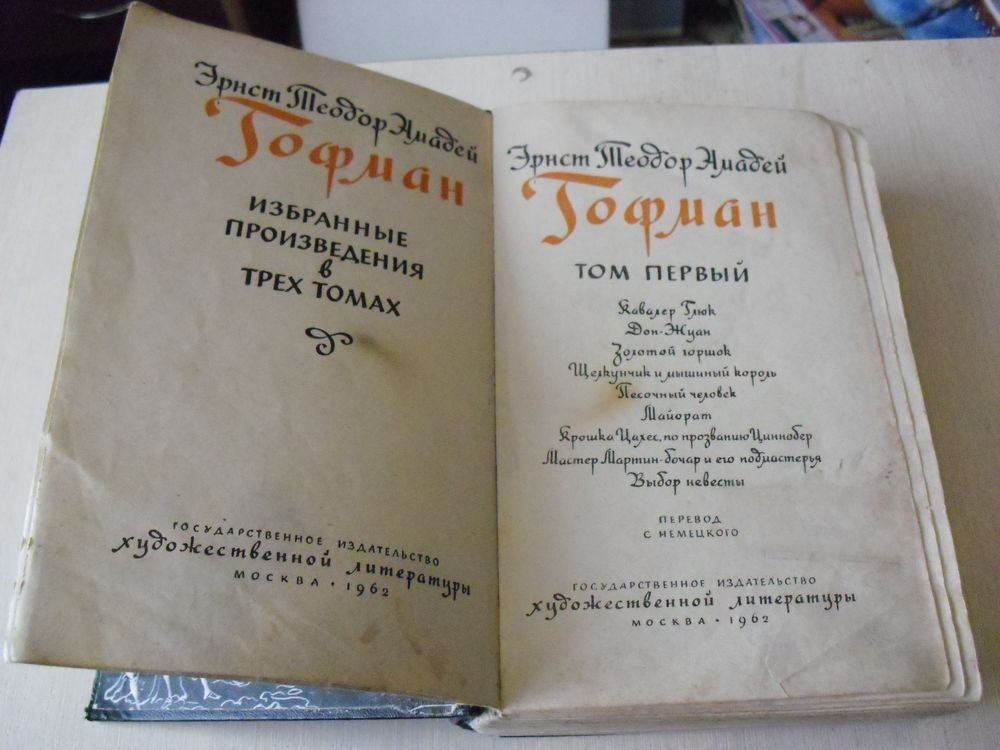 Эрнст Теодор Амадей
Гофман
ИЗБРАННЫЕ
ПРОИЗВЕДЕНИЯ
в
ТРЕХ ТОМАХ
ГОСУДАРСТВЕННОЕ ИЗДАТЕЛЬСТВО
художественной литературы
МОСКВА · 1962
Эрнст Теодор Амадей
Гофман
ТОМ ПЕРВЫЙ
Кавалер Глюк
Дон-Жуан
Золотой горшок
Щелкунчик и мышиный король
Песочный человек
Майорат
Крошка Цахес, по прозванию Циннобер
Мастер Мартин-бочар и его подмастерья
Выбор невесты
ПЕРЕВОД
С НЕМЕЦКОГО
ГОСУДАРСТВЕННОЕ ИЗДАТЕЛЬСТВО
художественной литературы
МОСКВА · 1962